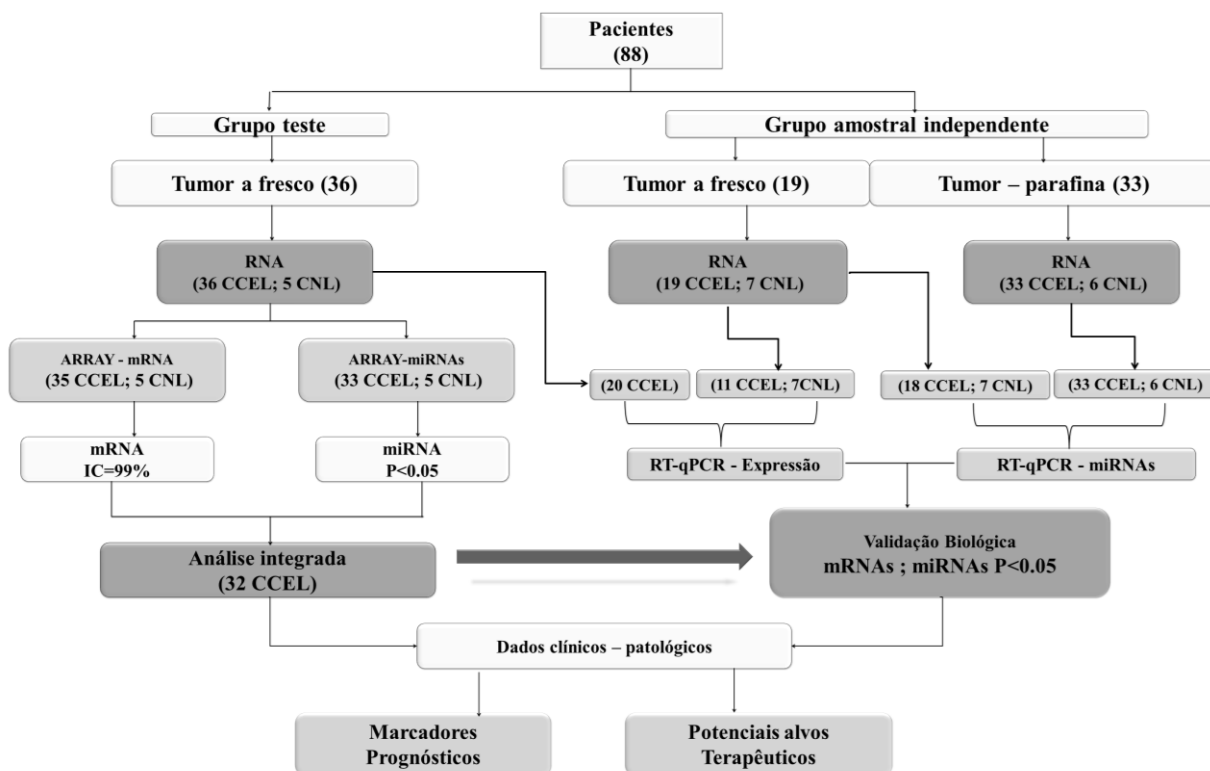 Pacientes
(88)
Grupo teste
Grupo amostral independente
Tumor a fresco (36)
Tumor a fresco (19)
Tumor – parafina (33)
RNA
(36 CCEL; 5 CNL)
RNA
(19 CCEL; 7 CNL)
RNA
(33 CCEL; 6 CNL)
ARRAY - mRNA
(35 CCEL; 5 CNL)
ARRAY-miRNAs
(33 CCEL; 5 CNL)
(20 CCEL)
(11 CCEL; 7CNL)
(18 CCEL; 7 CNL)
(33 CCEL; 6 CNL)
mRNA
IC=99%
miRNA
P<0.05
RT-qPCR - Expressão
RT-qPCR - miRNAs
Análise integrada
(32 CCEL)
Validação Biológica
mRNAs ; miRNAs P<0.05
Dados clínicos – patológicos
Marcadores
Prognósticos
Potenciais alvos
Terapêuticos